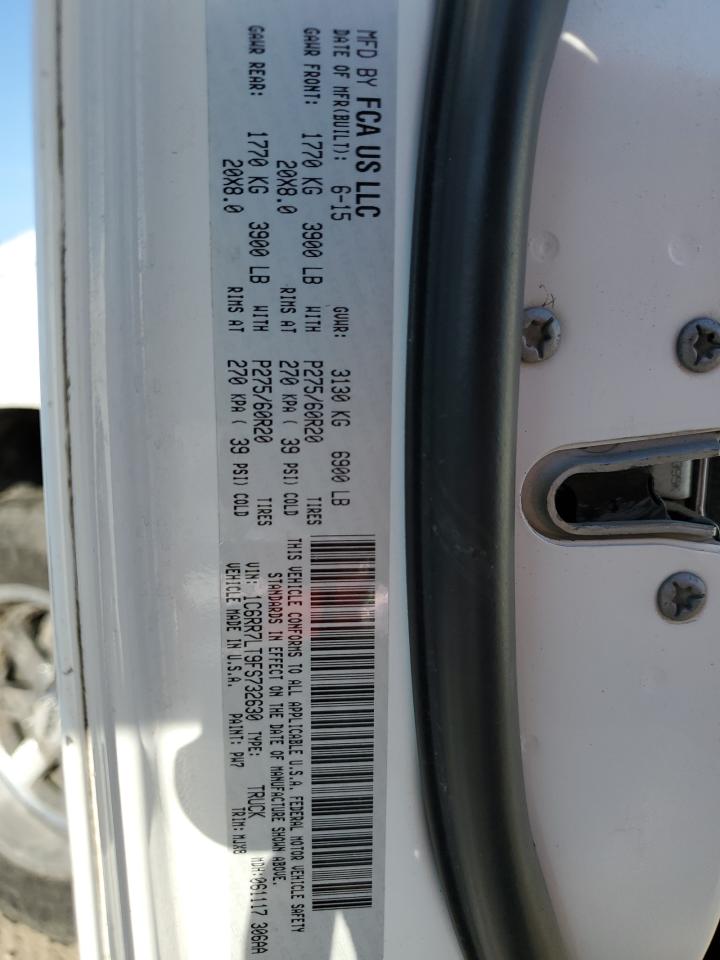 MFD BY FCA US LLC
DATE OF MFR(BUILT): 6-15 GVWR: 3130 KG 6900 LB
GAWR FRONT: 1770 KG 3900 LB WITH P275/60R20 TIRES
20X8.0 RIMS AT 270 KPA ( 39 PSI) COLD
GAWR REAR: 1770 KG 3900 LB WITH P275/60R20 TIRES
20X8.0 RIMS AT 270 KPA ( 39 PSI) COLD
THIS VEHICLE CONFORMS TO ALL APPLICABLE U.S.A. FEDERAL MOTOR VEHICLE SAFETY
STANDARDS IN EFFECT ON THE DATE OF MANUFACTURE SHOWN ABOVE.
VIN: 1C6RR7LT9FS732630 TYPE: TRUCK MDH:061117 306AA
VEHICLE MADE IN U.S.A. PAINT: PW7 TRIM: MJX8